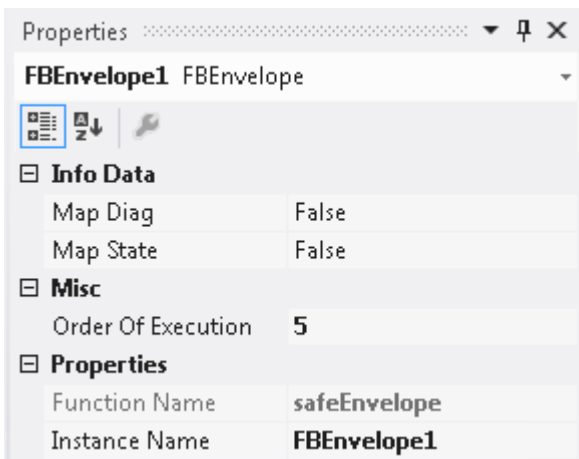 Properties
FBEnvelope1 FBEnvelope
Info Data
Map Diag False
Map State False
Misc
Order Of Execution 5
Properties
Function Name safeEnvelope
Instance Name FBEnvelope1